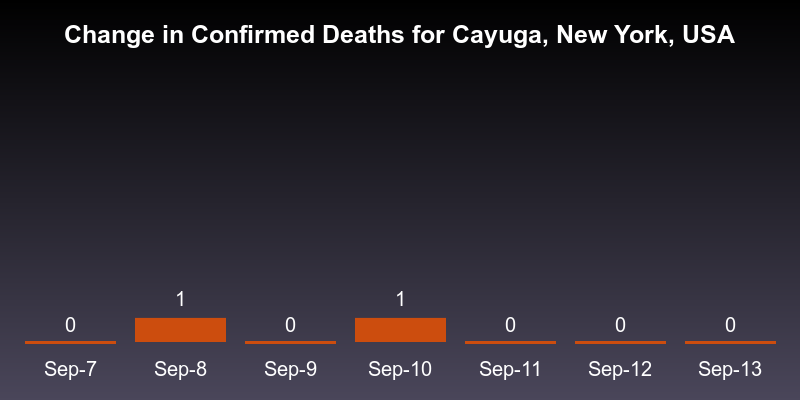 Change in Confirmed Deaths for Cayuga, New York, USA
1 1
0 0 0 0 0
Sep-7 Sep-8 Sep-9 Sep-10 Sep-11 Sep-12 Sep-13